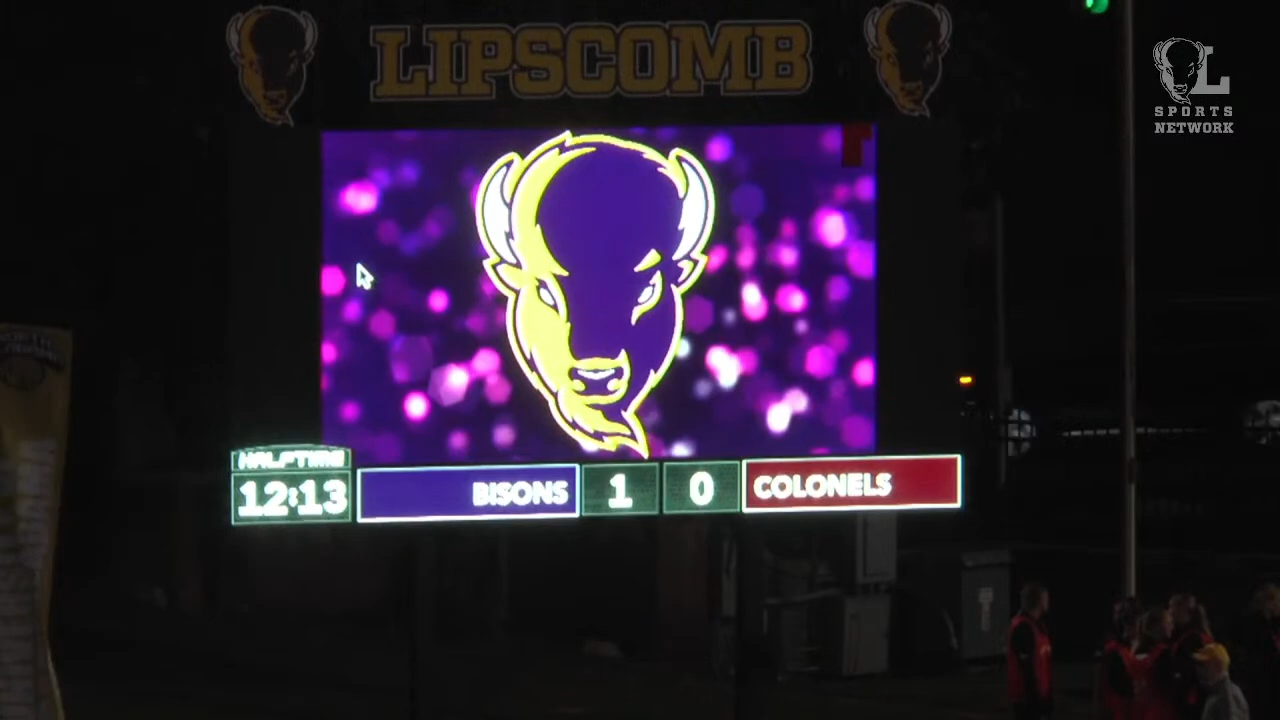 LIPSCOMB
L
SPORTS
NETWORK
HALFTIME
12:13
BISONS
1
0
COLONELS